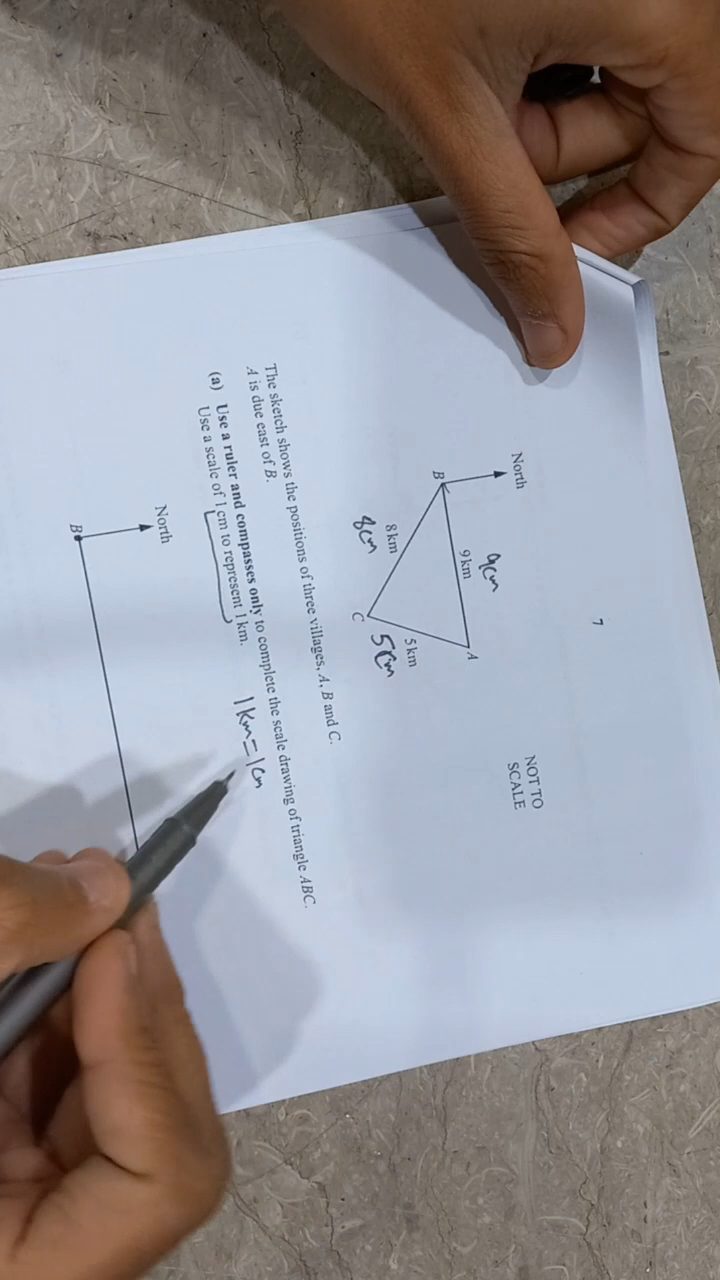 7
NOT TO
SCALE
North
9cm
9 km
A
B
8 km
8cm
5 km
5cm
C
The sketch shows the positions of three villages, A, B and C.
A is due east of B.
(a) Use a ruler and compasses only to complete the scale drawing of triangle ABC.
Use a scale of 1 cm to represent 1 km.
1km=1cm
North
B